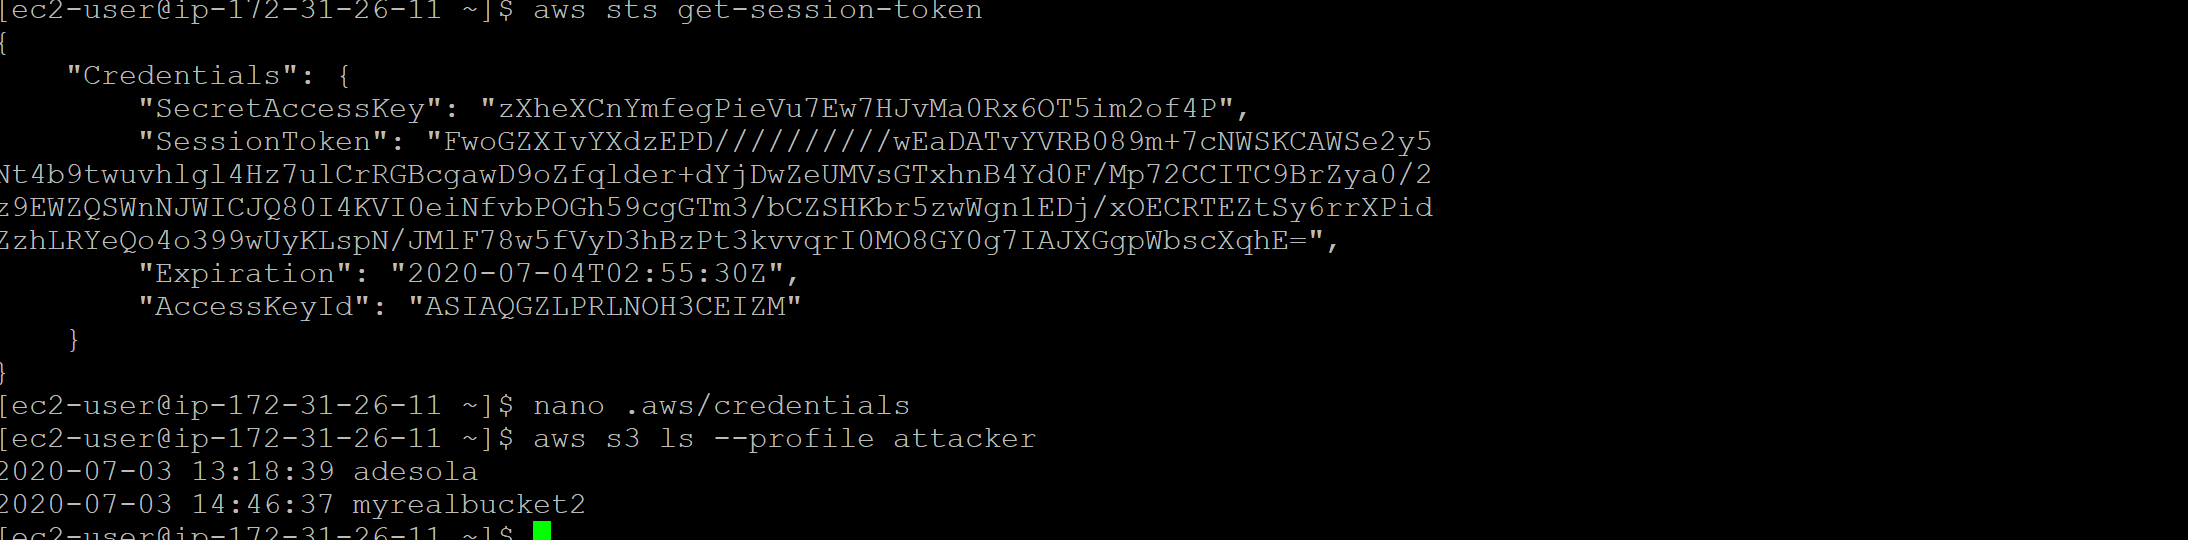 [ec2-user@ip-172-31-26-11 ~]$ aws sts get-session-token
{
    "Credentials": {
        "SecretAccessKey": "zXheXCnYmfegPieVu7Ew7HJvMa0Rx6OT5im2of4P",
        "SessionToken": "FwoGZXIvYXdzEPD//////////wEaDATvYVRB089m+7cNWSKCAWSe2y5
Nt4b9twuvhlgl4Hz7ulCrRGBcgawD9oZfqlder+dYjDwZeUMVsGTxhnB4Yd0F/Mp72CCITC9BrZya0/2
z9EWZQSWnNJWICJQ80I4KVI0eiNfvbPOGh59cgGTm3/bCZSHKbr5zwWgn1EDj/xOECRTEZtSy6rrXPid
ZzhLRYeQo4o399wUyKLspN/JMlF78w5fVyD3hBzPt3kvvqrI0MO8GY0g7IAJXGgpWbscXqhE=",
        "Expiration": "2020-07-04T02:55:30Z",
        "AccessKeyId": "ASIAQGZLPRLNOH3CEIZM"
    }
}
[ec2-user@ip-172-31-26-11 ~]$ nano .aws/credentials
[ec2-user@ip-172-31-26-11 ~]$ aws s3 ls --profile attacker
2020-07-03 13:18:39 adesola
2020-07-03 14:46:37 myrealbucket2
[ec2-user@ip-172-31-26-11 ~]$